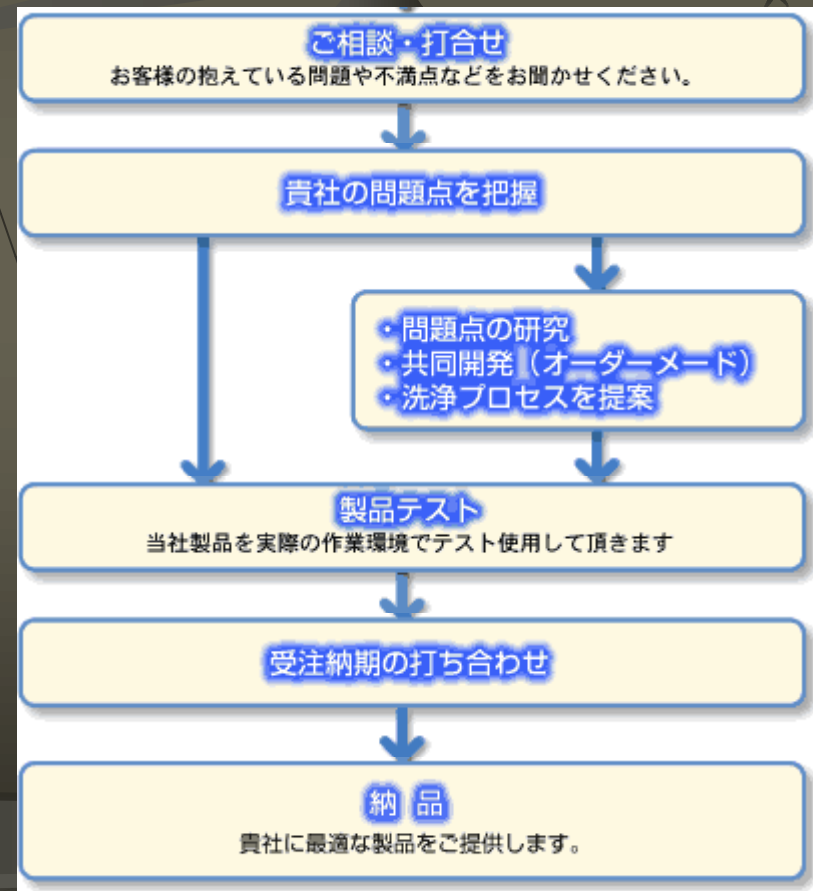 ご相談・打合せ
お客様の抱えている問題や不満点などをお聞かせください。
貴社の問題点を把握
・問題点の研究
・共同開発（オーダーメード）
・洗浄プロセスを提案
製品テスト
当社製品を実際の作業環境でテスト使用して頂きます
受注納期の打ち合わせ
納 品
貴社に最適な製品をご提供します。